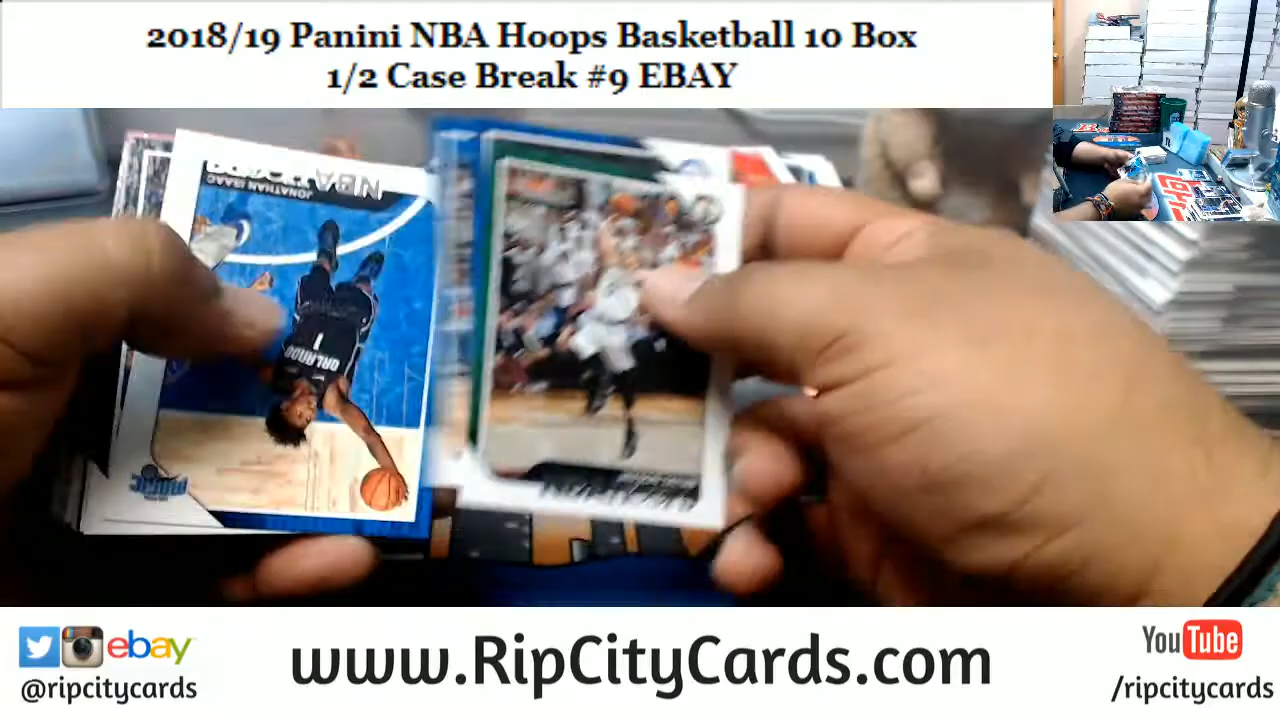 2018/19 Panini NBA Hoops Basketball 10 Box
1/2 Case Break #9 EBAY
NBA HOOPS
JONATHAN ISAAC
ORLANDO
1
MAGIC
ebay
www.RipCityCards.com
YouTube
@ripcitycards
/ripcitycards